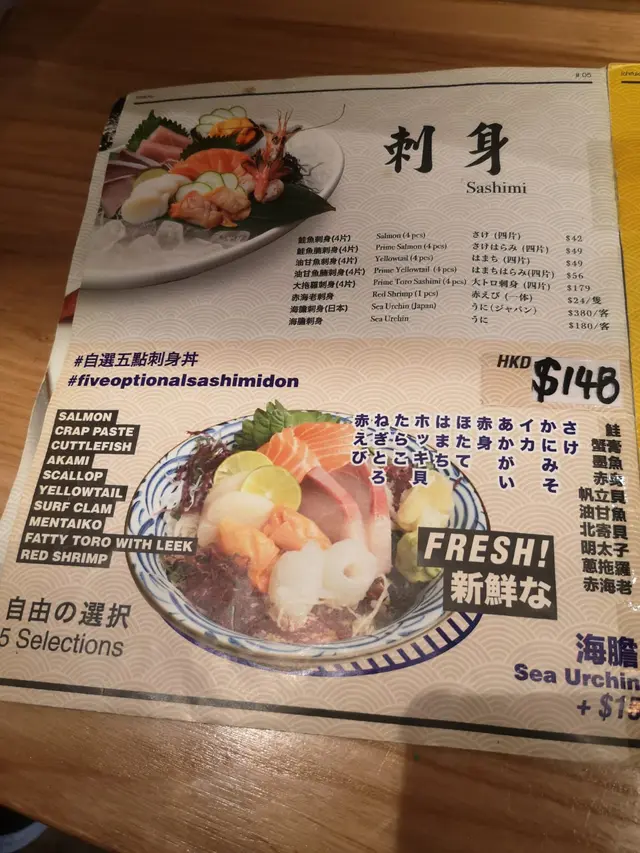 P.05
刺身
Sashimi
鮭魚刺身(4片) Salmon (4 pcs) さけ (四片) $42
鮭魚腩刺身(4片) Prime Salmon (4 pcs) さけはらみ (四片) $49
油甘魚刺身(4片) Yellowtail (4 pcs) はまち (四片) $49
油甘魚腩刺身(4片) Prime Yellowtail (4 pcs) はまちはらみ(四片) $56
大拖羅刺身(4片) Prime Toro Sashimi (4 pcs) 大トロ刺身 (四片) $179
赤海老刺身 Red Shrimp (1 pcs) 赤えび (一体) $24/隻
海膽刺身(日本) Sea Urchin (Japan) うに(ジャパン) $380/客
海膽刺身 Sea Urchin うに $180/客
#自選五點刺身丼
#fiveoptionalsashimidon
HKD $148
SALMON
CRAP PASTE
CUTTLEFISH
AKAMI
SCALLOP
YELLOWTAIL
SURF CLAM
MENTAIKO
FATTY TORO WITH LEEK
RED SHRIMP
さけ
かにみそ
イカ
あかがい
赤身
ほたて
はまち
ホッキ貝
たらこ
ねぎとろ
赤えび
鮭
蟹膏
墨魚
赤貝
帆立貝
油甘魚
北寄貝
明太子
蔥拖羅
赤海老
FRESH!
新鮮な
自由の選択
5 Selections
海膽
Sea Urchin